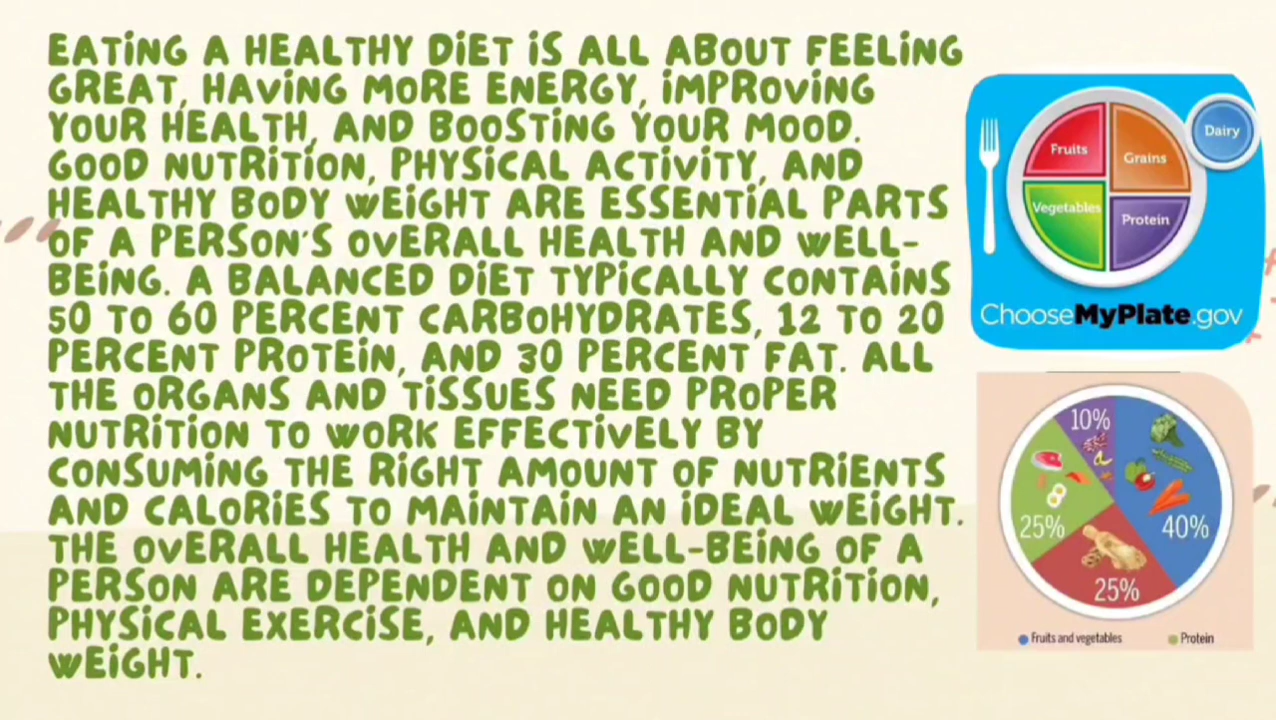 EATING A HEALTHY DIET IS ALL ABOUT FEELING
GREAT, HAVING MORE ENERGY, IMPROVING
YOUR HEALTH, AND BOOSTING YOUR MOOD.
GOOD NUTRITION, PHYSICAL ACTIVITY, AND
HEALTHY BODY WEIGHT ARE ESSENTIAL PARTS
OF A PERSON'S OVERALL HEALTH AND WELL-
BEING. A BALANCED DIET TYPICALLY CONTAINS
50 TO 60 PERCENT CARBOHYDRATES, 12 TO 20
PERCENT PROTEIN, AND 30 PERCENT FAT. ALL
THE ORGANS AND TISSUES NEED PROPER
NUTRITION TO WORK EFFECTIVELY BY
CONSUMING THE RIGHT AMOUNT OF NUTRIENTS
AND CALORIES TO MAINTAIN AN IDEAL WEIGHT.
THE OVERALL HEALTH AND WELL-BEING OF A
PERSON ARE DEPENDENT ON GOOD NUTRITION,
PHYSICAL EXERCISE, AND HEALTHY BODY
WEIGHT.
Dairy
Fruits
Grains
Vegetables
Protein
ChooseMyPlate.gov
10%
25%
40%
25%
Fruits and vegetables
Protein